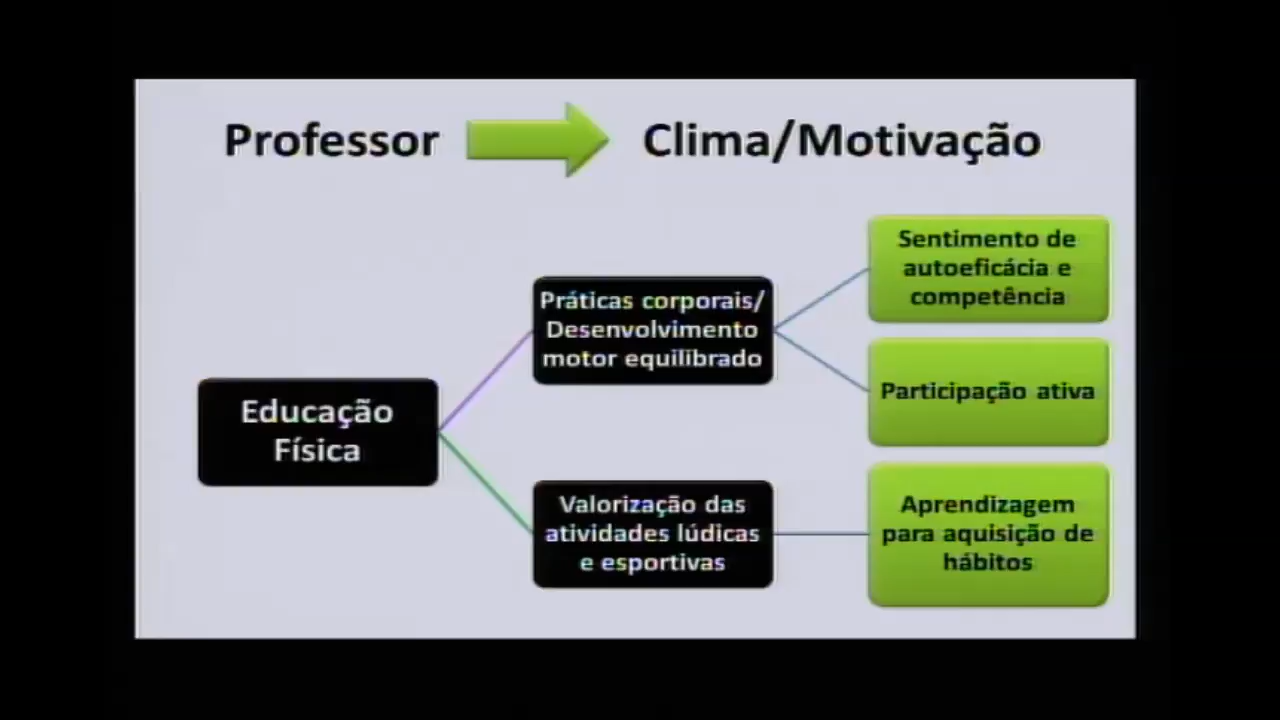 Professor
Clima/Motivação
Educação
Física
Práticas corporais/
Desenvolvimento
motor equilibrado
Valorização das
atividades lúdicas
e esportivas
Sentimento de
autoeficácia e
competência
Participação ativa
Aprendizagem
para aquisição de
hábitos